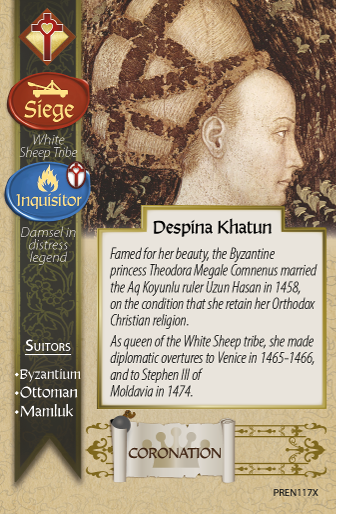 Siege
White
Sheep Tribe
Inquisitor
Damsel in
distress
legend
SUITORS
•Byzantium
•Ottoman
•Mamluk
Despina Khatun
Famed for her beauty, the Byzantine
princess Theodora Megale Comnenus married
the Aq Koyunlu ruler Uzun Hasan in 1458,
on the condition that she retain her Orthodox
Christian religion.
As queen of the White Sheep tribe, she made
diplomatic overtures to Venice in 1465-1466,
and to Stephen III of
Moldavia in 1474.
CORONATION
PREN117X